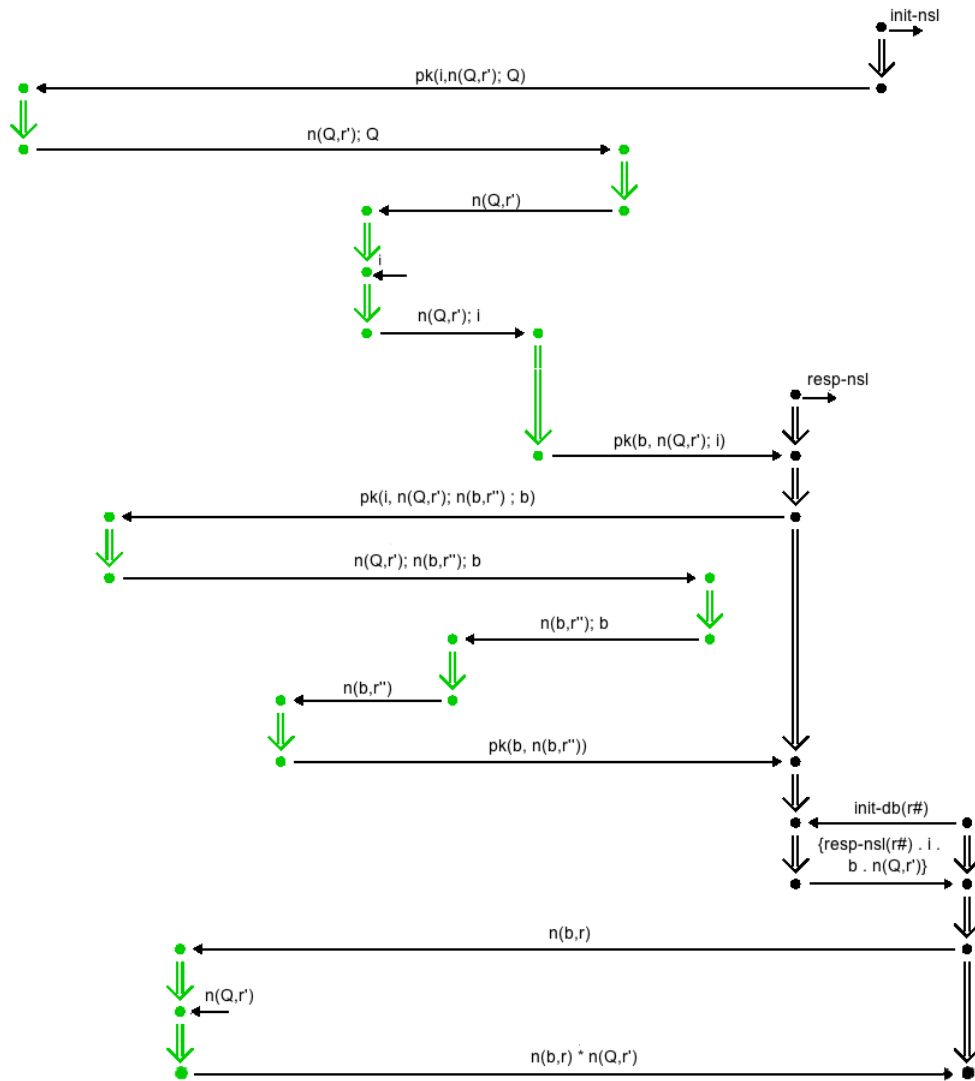 init-nsl
pk(i,n(Q,r'); Q)
n(Q,r'); Q
n(Q,r')
i
n(Q,r'); i
resp-nsl
pk(b, n(Q,r'); i)
pk(i, n(Q,r'); n(b,r'') ; b)
n(Q,r'); n(b,r''); b
n(b,r''); b
n(b,r'')
pk(b, n(b,r''))
init-db(r#)
{resp-nsl(r#) . i .
b . n(Q,r')}
n(b,r)
n(Q,r')
n(b,r) * n(Q,r')